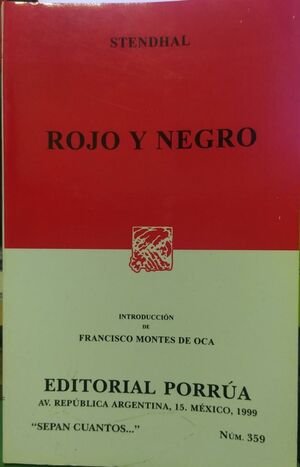 STENDHAL
ROJO Y NEGRO
INTRODUCCIÓN
DE
FRANCISCO MONTES DE OCA
EDITORIAL PORRÚA
AV. REPÚBLICA ARGENTINA, 15. MÉXICO, 1999
“SEPAN CUANTOS...” NÚM. 359